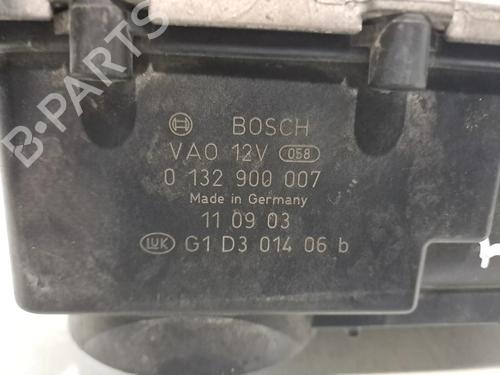 B-PARTS
BOSCH
VAO 12V 058
0 132 900 007
Made in Germany
11 09 03
LUK G1 D3 014 06 b